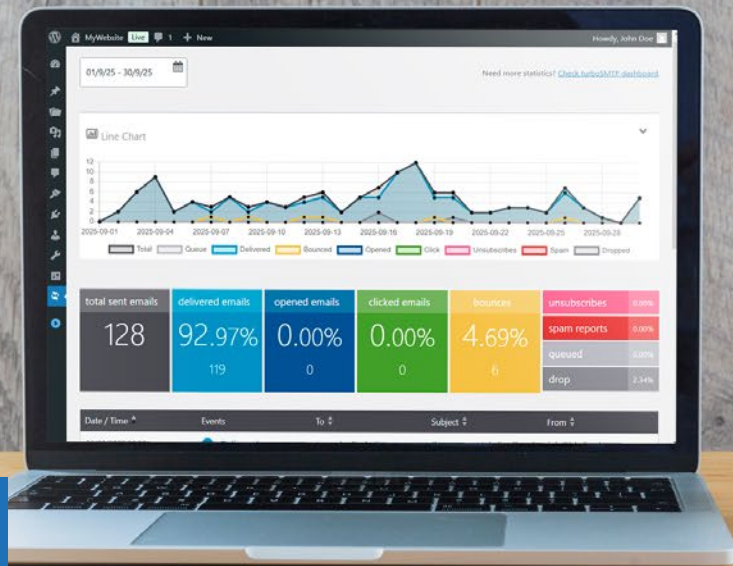 MyWebsite Live 1 + New Howdy, John Doe
01/9/25 - 30/9/25
Need more statistics? Check turboSMTP dashboard
Line Chart
12
10
8
6
4
2
0
2025-09-01 2025-09-04 2025-09-07 2025-09-10 2025-09-13 2025-09-16 2025-09-19 2025-09-22 2025-09-25 2025-09-28
Total Queue Delivered Bounced Opened Click Unsubscribes Spam Dropped
total sent emails delivered emails opened emails clicked emails bounces unsubscribes 0.00%
128 92.97% 0.00% 0.00% 4.69% spam reports 0.00%
queued 0.00%
119 0 0 6 drop 2.34%
Date / Time Events To Subject From